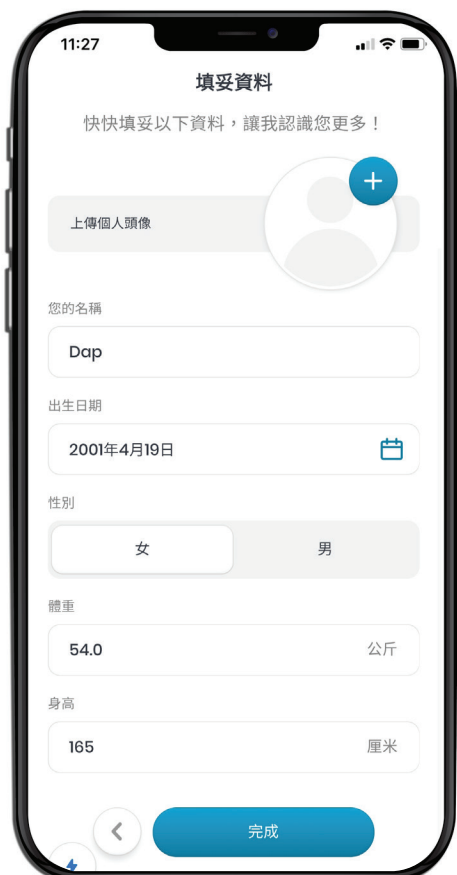 11:27
填妥資料
快快填妥以下資料，讓我認識您更多！
上傳個人頭像
您的名稱
Dap
出生日期
2001年4月19日
性別
女 男
體重
54.0 公斤
身高
165 厘米
完成